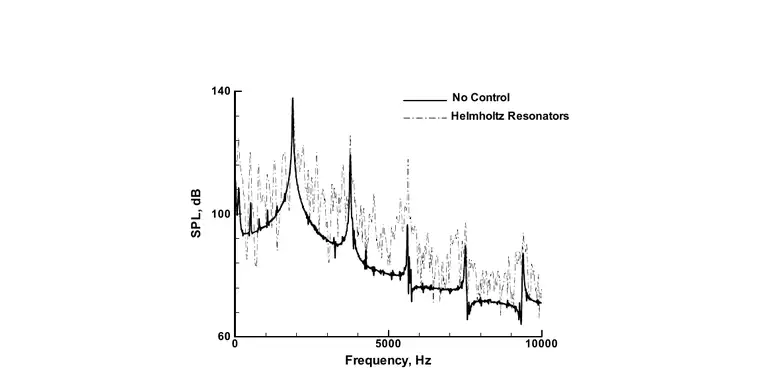 140
No Control
Helmholtz Resonators
SPL, dB
100
60
0
5000
10000
Frequency, Hz